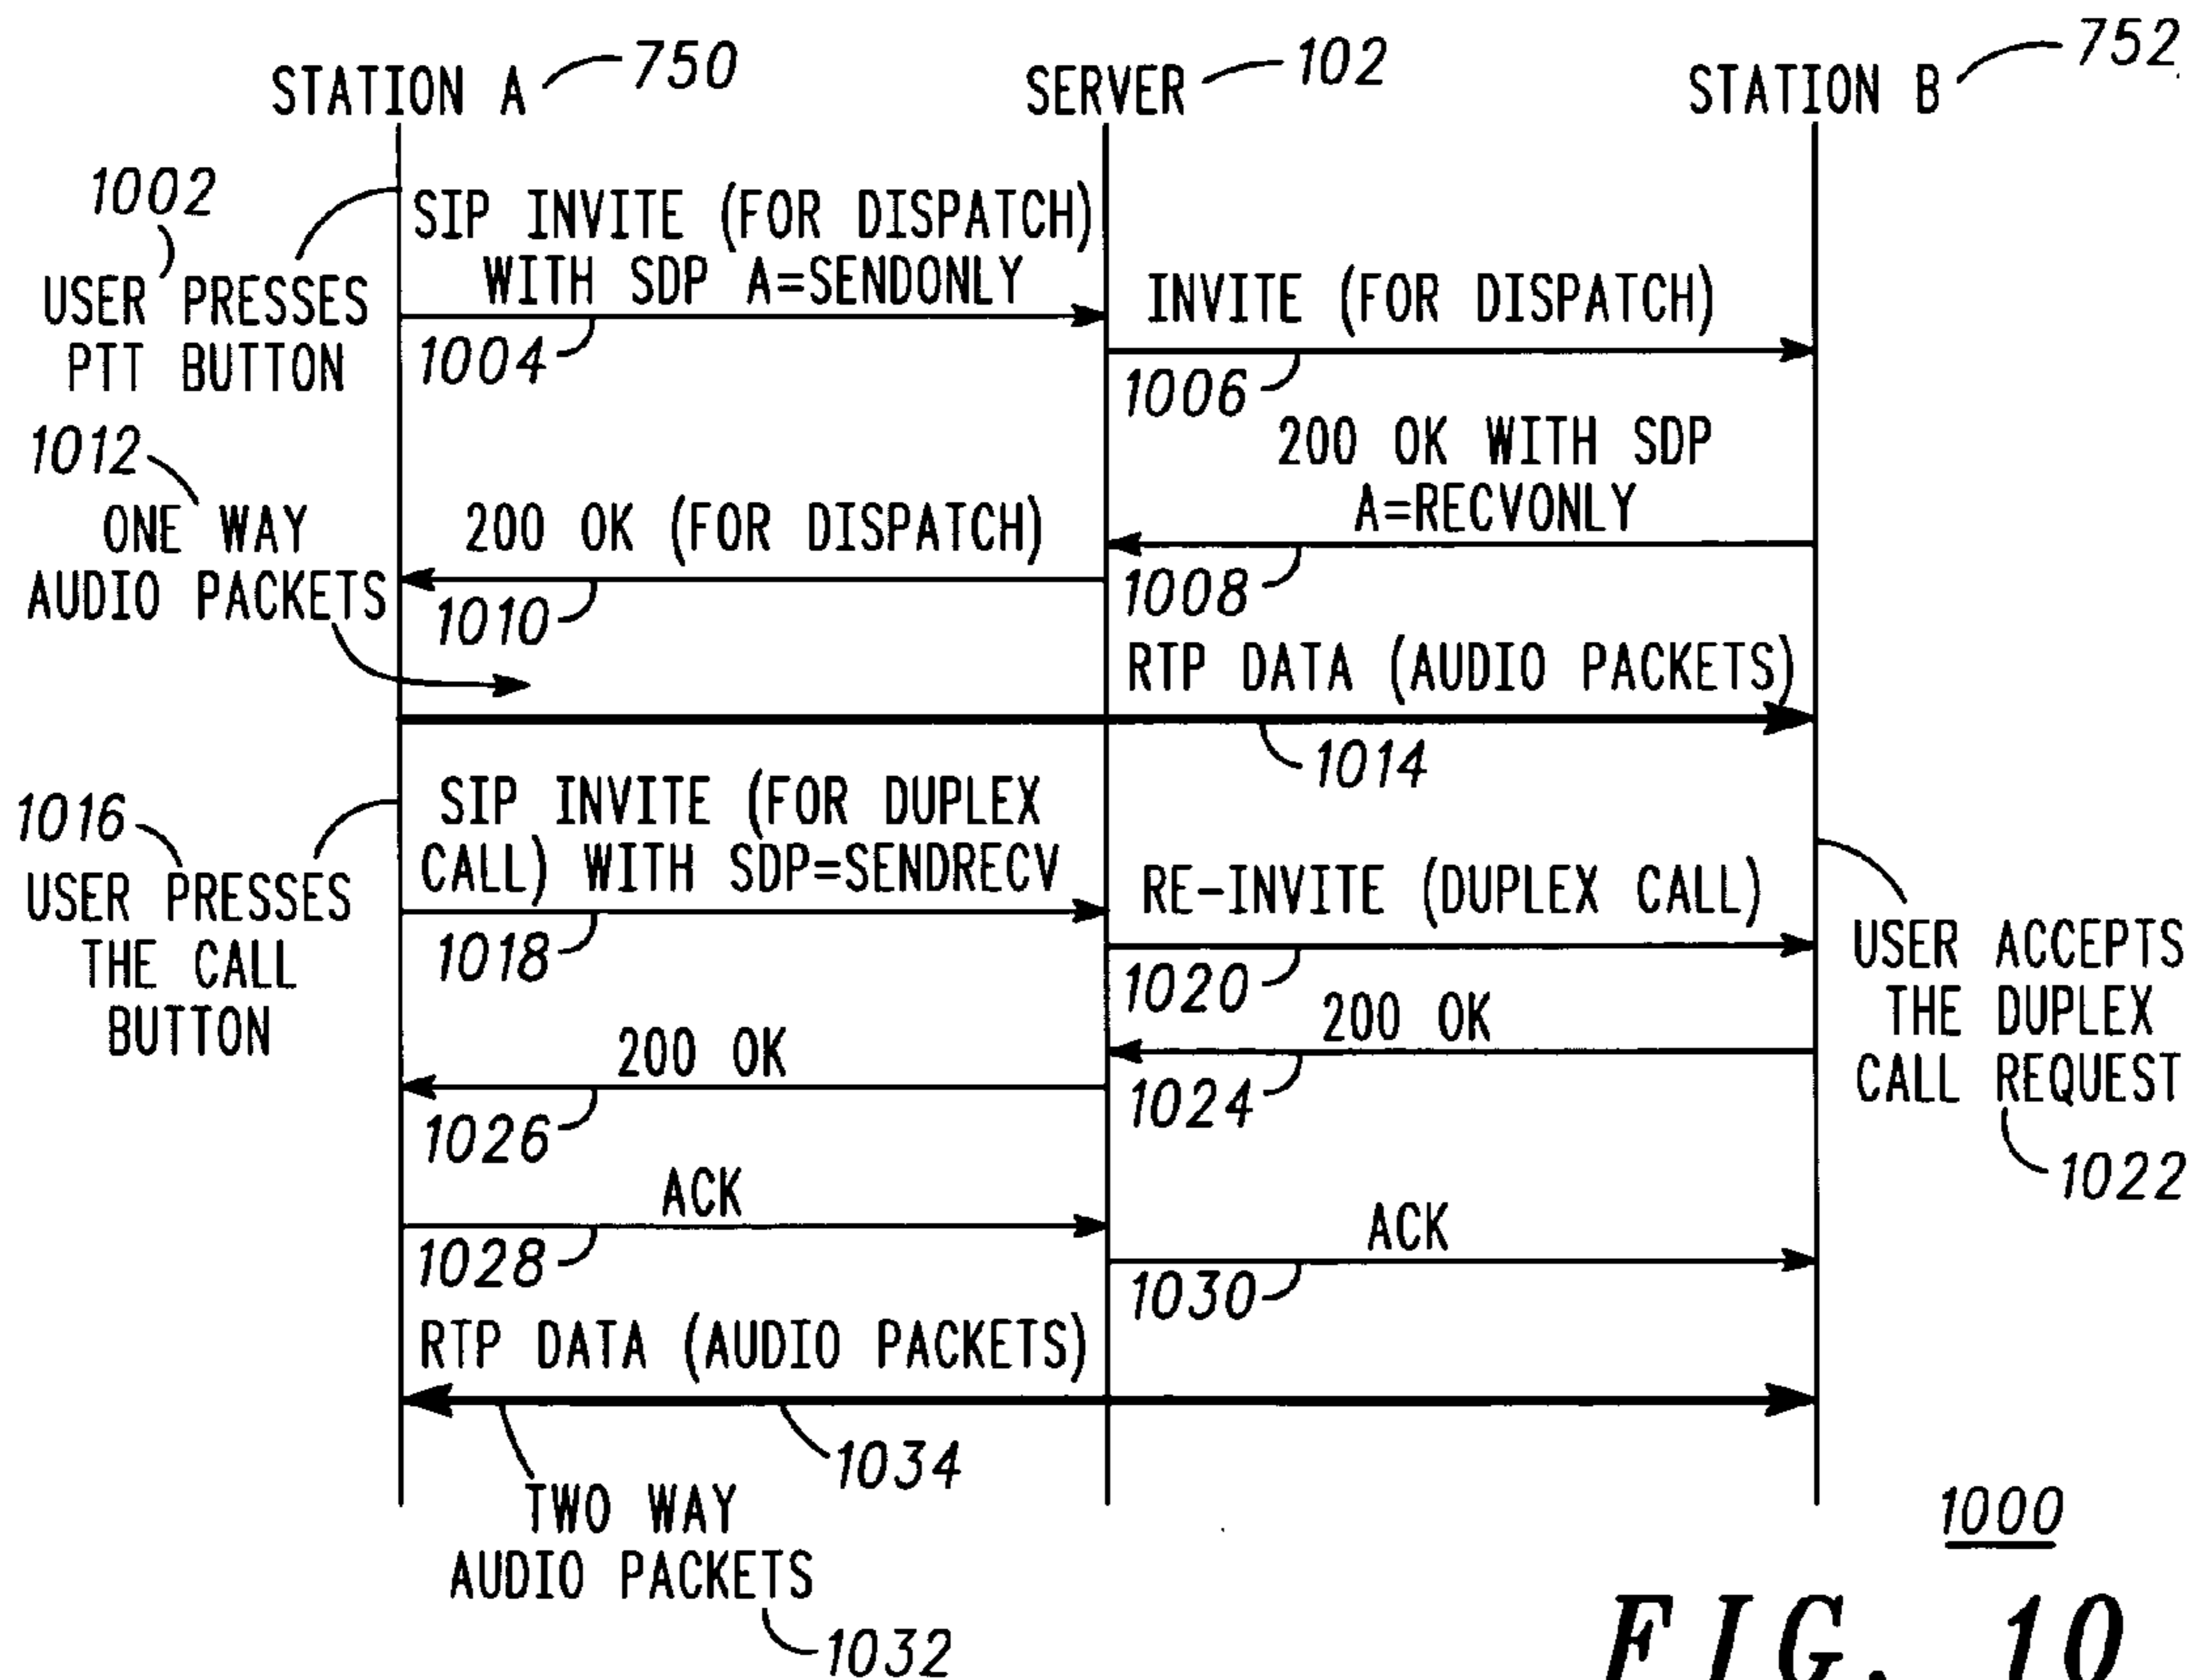 STATION A 750
SERVER 102
STATION B 752
1002
USER PRESSES
PTT BUTTON
SIP INVITE (FOR DISPATCH)
WITH SDP A=SENDONLY
1004
INVITE (FOR DISPATCH)
1006
200 OK WITH SDP
A=RECVONLY
1008
1012
ONE WAY
AUDIO PACKETS
200 OK (FOR DISPATCH)
1010
RTP DATA (AUDIO PACKETS)
1014
1016
USER PRESSES
THE CALL
BUTTON
SIP INVITE (FOR DUPLEX
CALL) WITH SDP=SENDRECV
1018
RE-INVITE (DUPLEX CALL)
1020
USER ACCEPTS
THE DUPLEX
CALL REQUEST
1022
200 OK
1024
200 OK
1026
ACK
1028
ACK
1030
RTP DATA (AUDIO PACKETS)
1034
TWO WAY
AUDIO PACKETS
1032
1000
FIG. 10